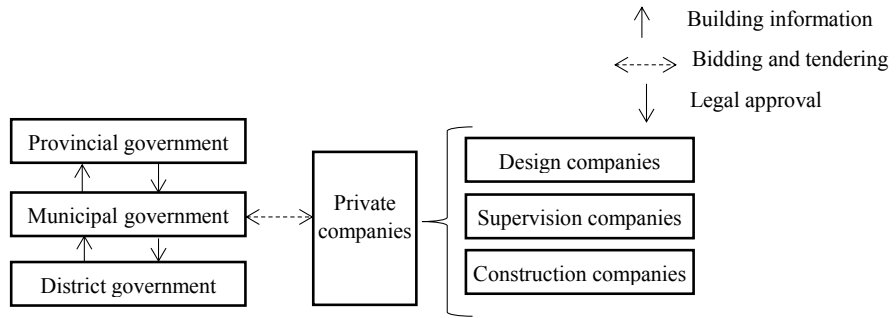 Building information
Bidding and tendering
Legal approval
Provincial government
Municipal government
District government
Private
companies
Design companies
Supervision companies
Construction companies